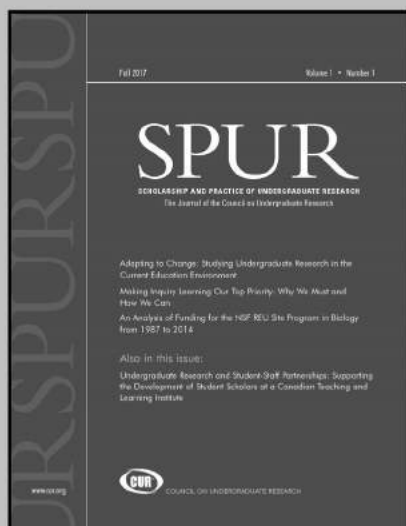 Fall 2017
Volume 1 • Number 1
SPUR
SCHOLARSHIP AND PRACTICE OF UNDERGRADUATE RESEARCH
The Journal of the Council on Undergraduate Research
Adapting to Change: Studying Undergraduate Research in the
Current Education Environment
Making Inquiry Learning Our Top Priority: Why We Must and
How We Can
An Analysis of Funding for the NSF REU Site Program in Biology
from 1987 to 2014
Also in this issue:
Undergraduate Research and Student-Staff Partnerships: Supporting
the Development of Student Scholars at a Canadian Teaching and
Learning Institute
www.cur.org
CUR
COUNCIL ON UNDERGRADUATE RESEARCH
URSPURSPU